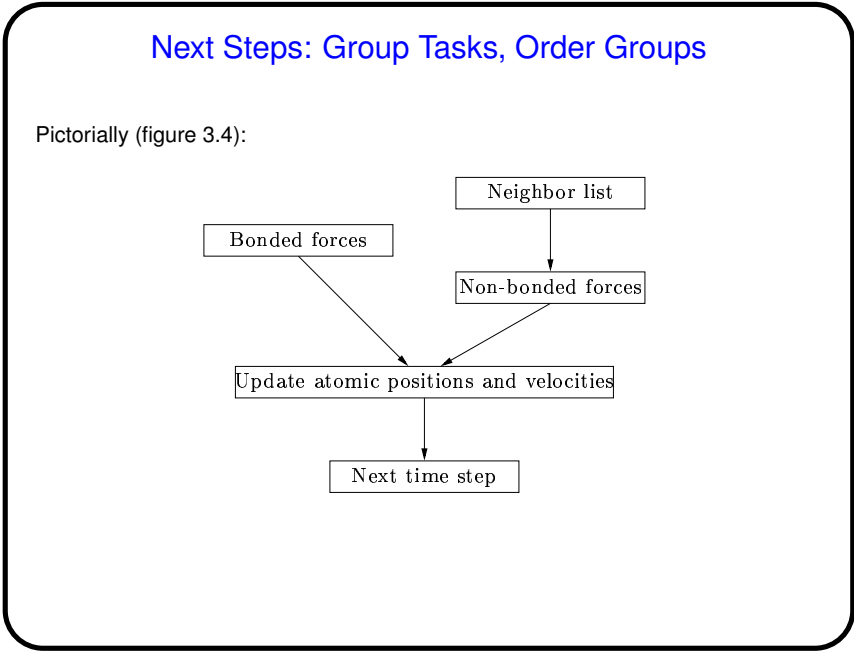 Next Steps: Group Tasks, Order Groups
Pictorially (figure 3.4):
Neighbor list
Bonded forces
Non-bonded forces
Update atomic positions and velocities
Next time step